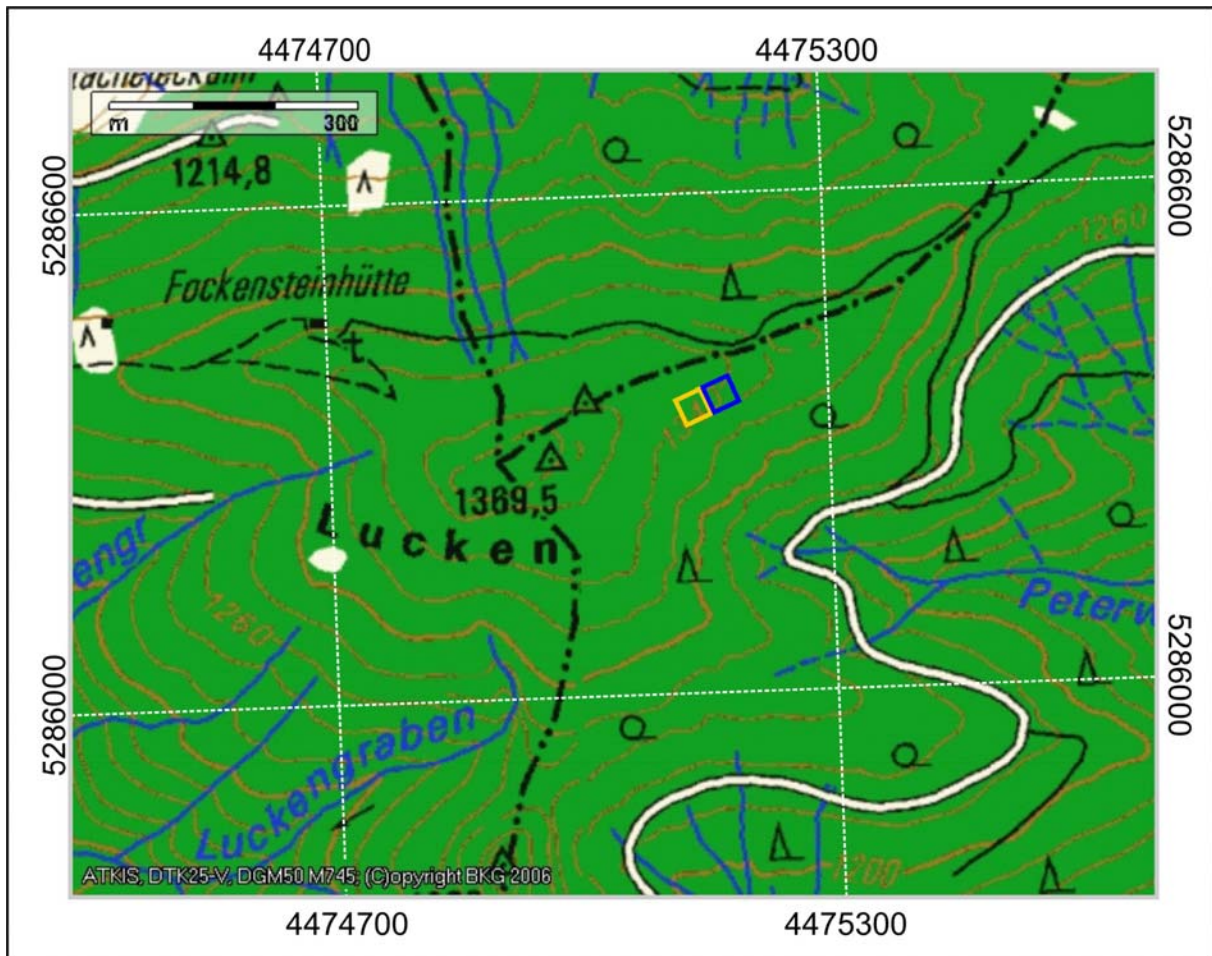 4474700 4475300
m 300
1214,8
5286600
5286600
1260
Fockensteinhütte
t
1369,5
Lucken
engr
1260
Peterw
5286000
5286000
Luckengraben
1200
ATKIS, DTK25-V, DGM50 M745; (C)opyright BKG 2006
4474700 4475300